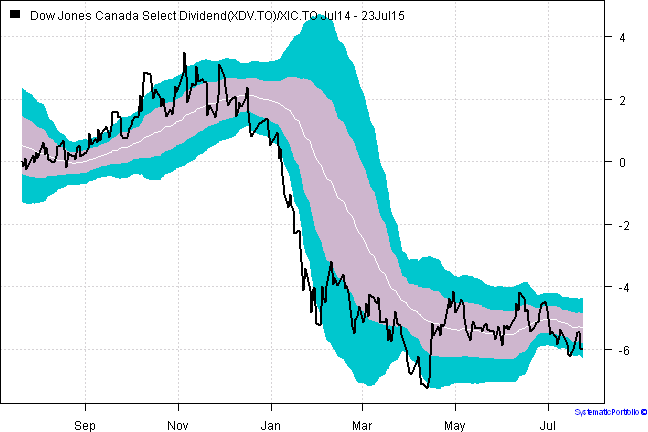 Dow Jones Canada Select Dividend(XDV.TO)/XIC.TO Jul14 - 23Jul15
4
2
0
-2
-4
-6
Sep Nov Jan Mar May Jul
SystematicPortfolio ©